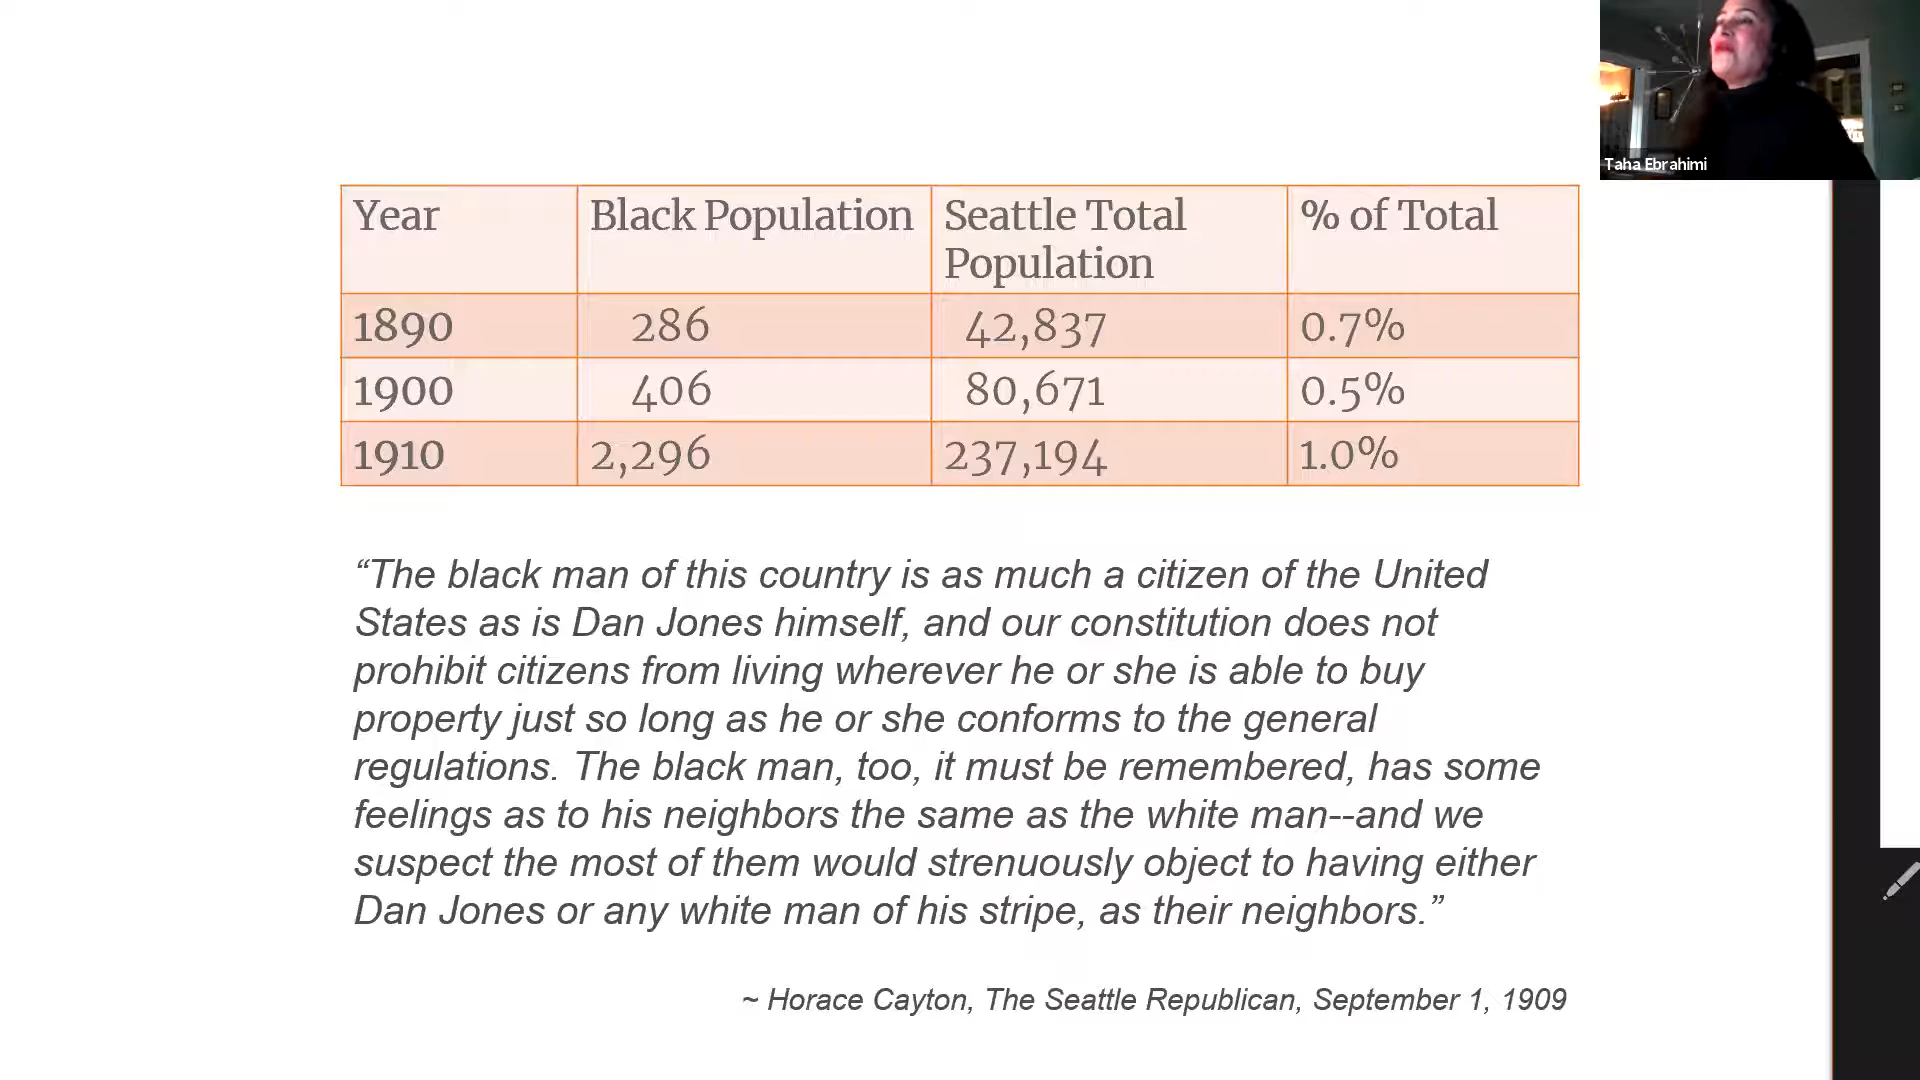 Taha Ebrahimi
Year Black Population Seattle Total Population % of Total
1890 286 42,837 0.7%
1900 406 80,671 0.5%
1910 2,296 237,194 1.0%
“The black man of this country is as much a citizen of the United
States as is Dan Jones himself, and our constitution does not
prohibit citizens from living wherever he or she is able to buy
property just so long as he or she conforms to the general
regulations. The black man, too, it must be remembered, has some
feelings as to his neighbors the same as the white man--and we
suspect the most of them would strenuously object to having either
Dan Jones or any white man of his stripe, as their neighbors.”
~ Horace Cayton, The Seattle Republican, September 1, 1909